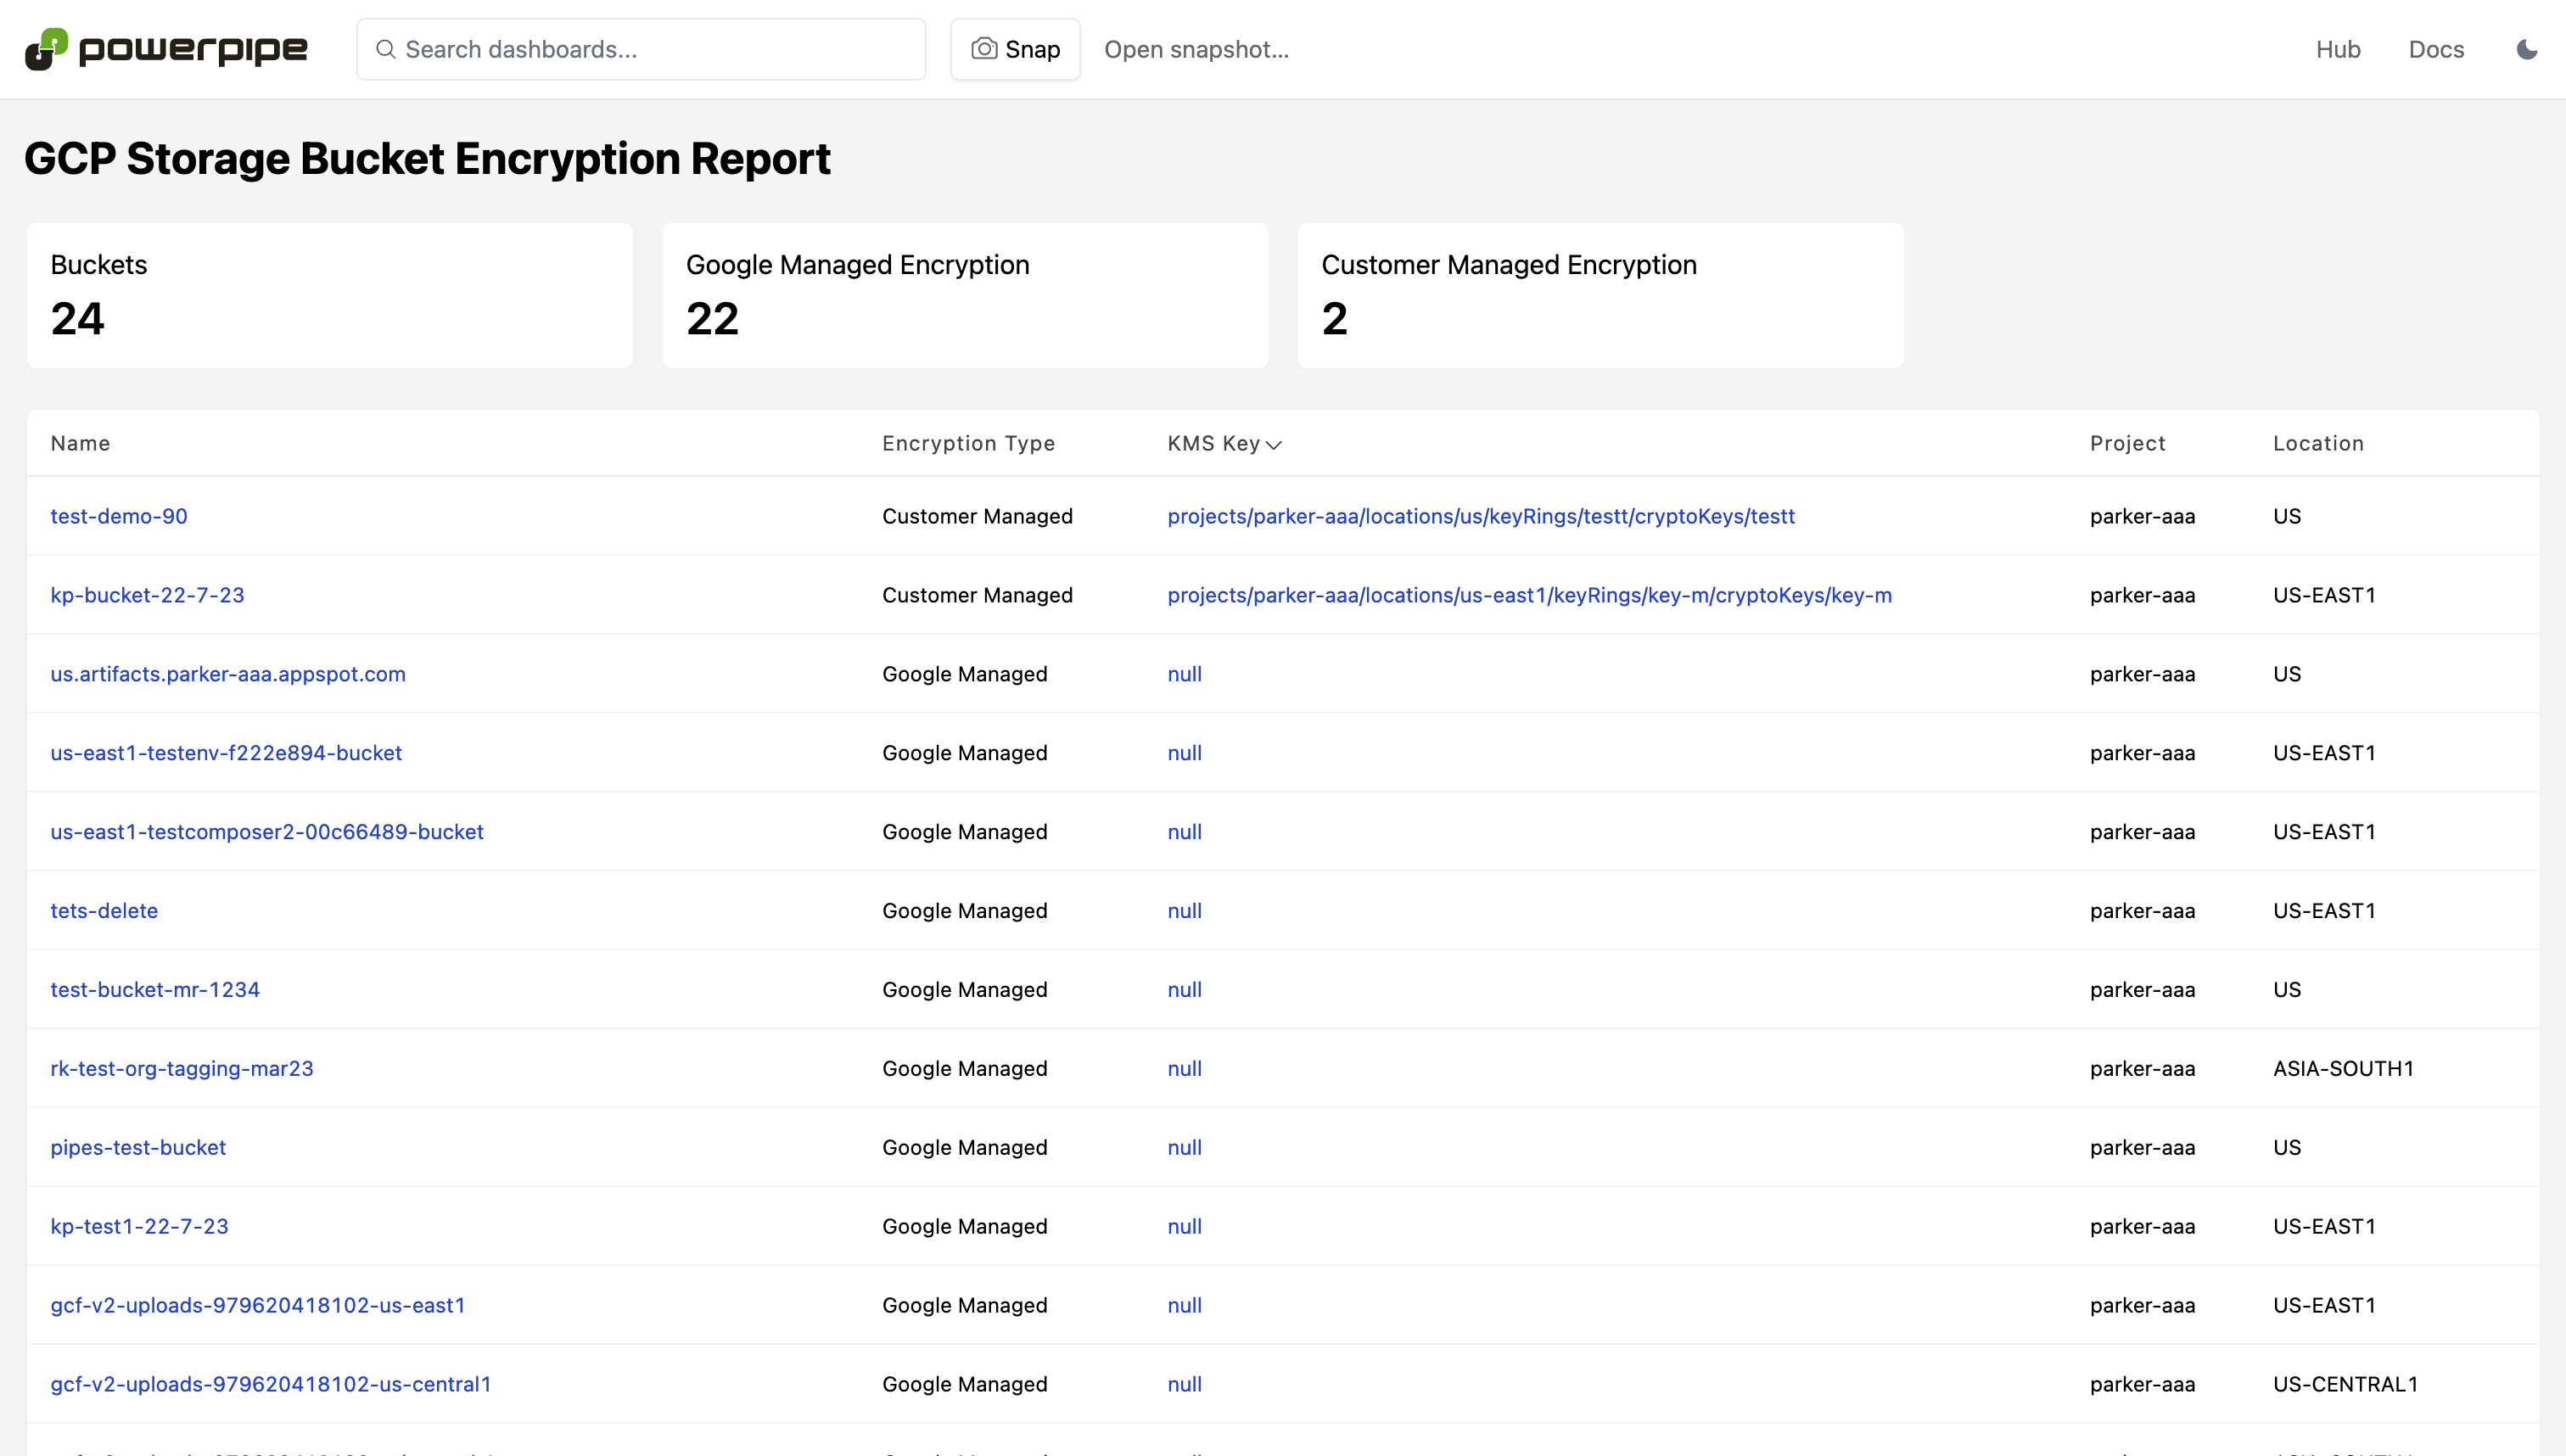 powerpipe Search dashboards... Snap Open snapshot... Hub Docs
GCP Storage Bucket Encryption Report
Buckets Google Managed Encryption Customer Managed Encryption
24 22 2
Name Encryption Type KMS Key Project Location
test-demo-90 Customer Managed projects/parker-aaa/locations/us/keyRings/testt/cryptoKeys/testt parker-aaa US
kp-bucket-22-7-23 Customer Managed projects/parker-aaa/locations/us-east1/keyRings/key-m/cryptoKeys/key-m parker-aaa US-EAST1
us.artifacts.parker-aaa.appspot.com Google Managed null parker-aaa US
us-east1-testenv-f222e894-bucket Google Managed null parker-aaa US-EAST1
us-east1-testcomposer2-00c66489-bucket Google Managed null parker-aaa US-EAST1
tets-delete Google Managed null parker-aaa US-EAST1
test-bucket-mr-1234 Google Managed null parker-aaa US
rk-test-org-tagging-mar23 Google Managed null parker-aaa ASIA-SOUTH1
pipes-test-bucket Google Managed null parker-aaa US
kp-test1-22-7-23 Google Managed null parker-aaa US-EAST1
gcf-v2-uploads-979620418102-us-east1 Google Managed null parker-aaa US-EAST1
gcf-v2-uploads-979620418102-us-central1 Google Managed null parker-aaa US-CENTRAL1